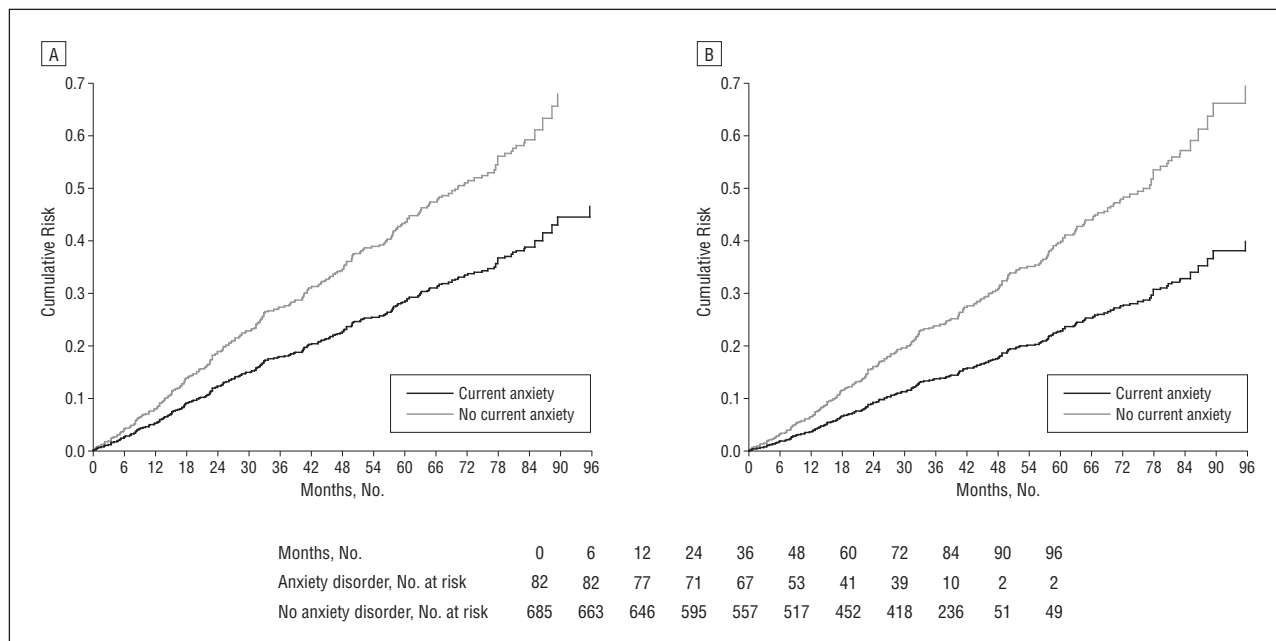 A
0.7
0.6
0.5
0.4
0.3
0.2
0.1
0.0
Cumulative Risk
0 6 12 18 24 30 36 42 48 54 60 66 72 78 84 90 96
Months, No.
Current anxiety
No current anxiety
B
0.7
0.6
0.5
0.4
0.3
0.2
0.1
0.0
Cumulative Risk
0 6 12 18 24 30 36 42 48 54 60 66 72 78 84 90 96
Months, No.
Current anxiety
No current anxiety
Months, No. 0 6 12 24 36 48 60 72 84 90 96
Anxiety disorder, No. at risk 82 82 77 71 67 53 41 39 10 2 2
No anxiety disorder, No. at risk 685 663 646 595 557 517 452 418 236 51 49